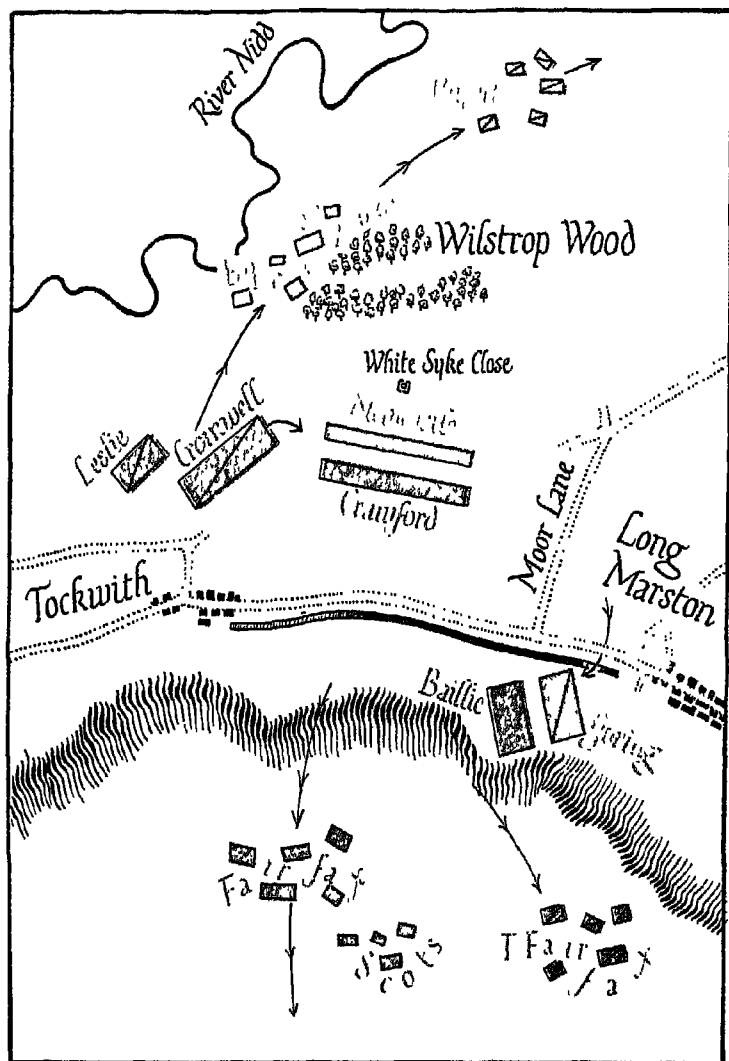 River Nidd
Wilstrop Wood
White Syke Close
Leslie
Cromwell
Crawford
Moor Lane
Long
Marston
Tockwith
Baillie
Goring
Fairfax
Scots
T Fairfax